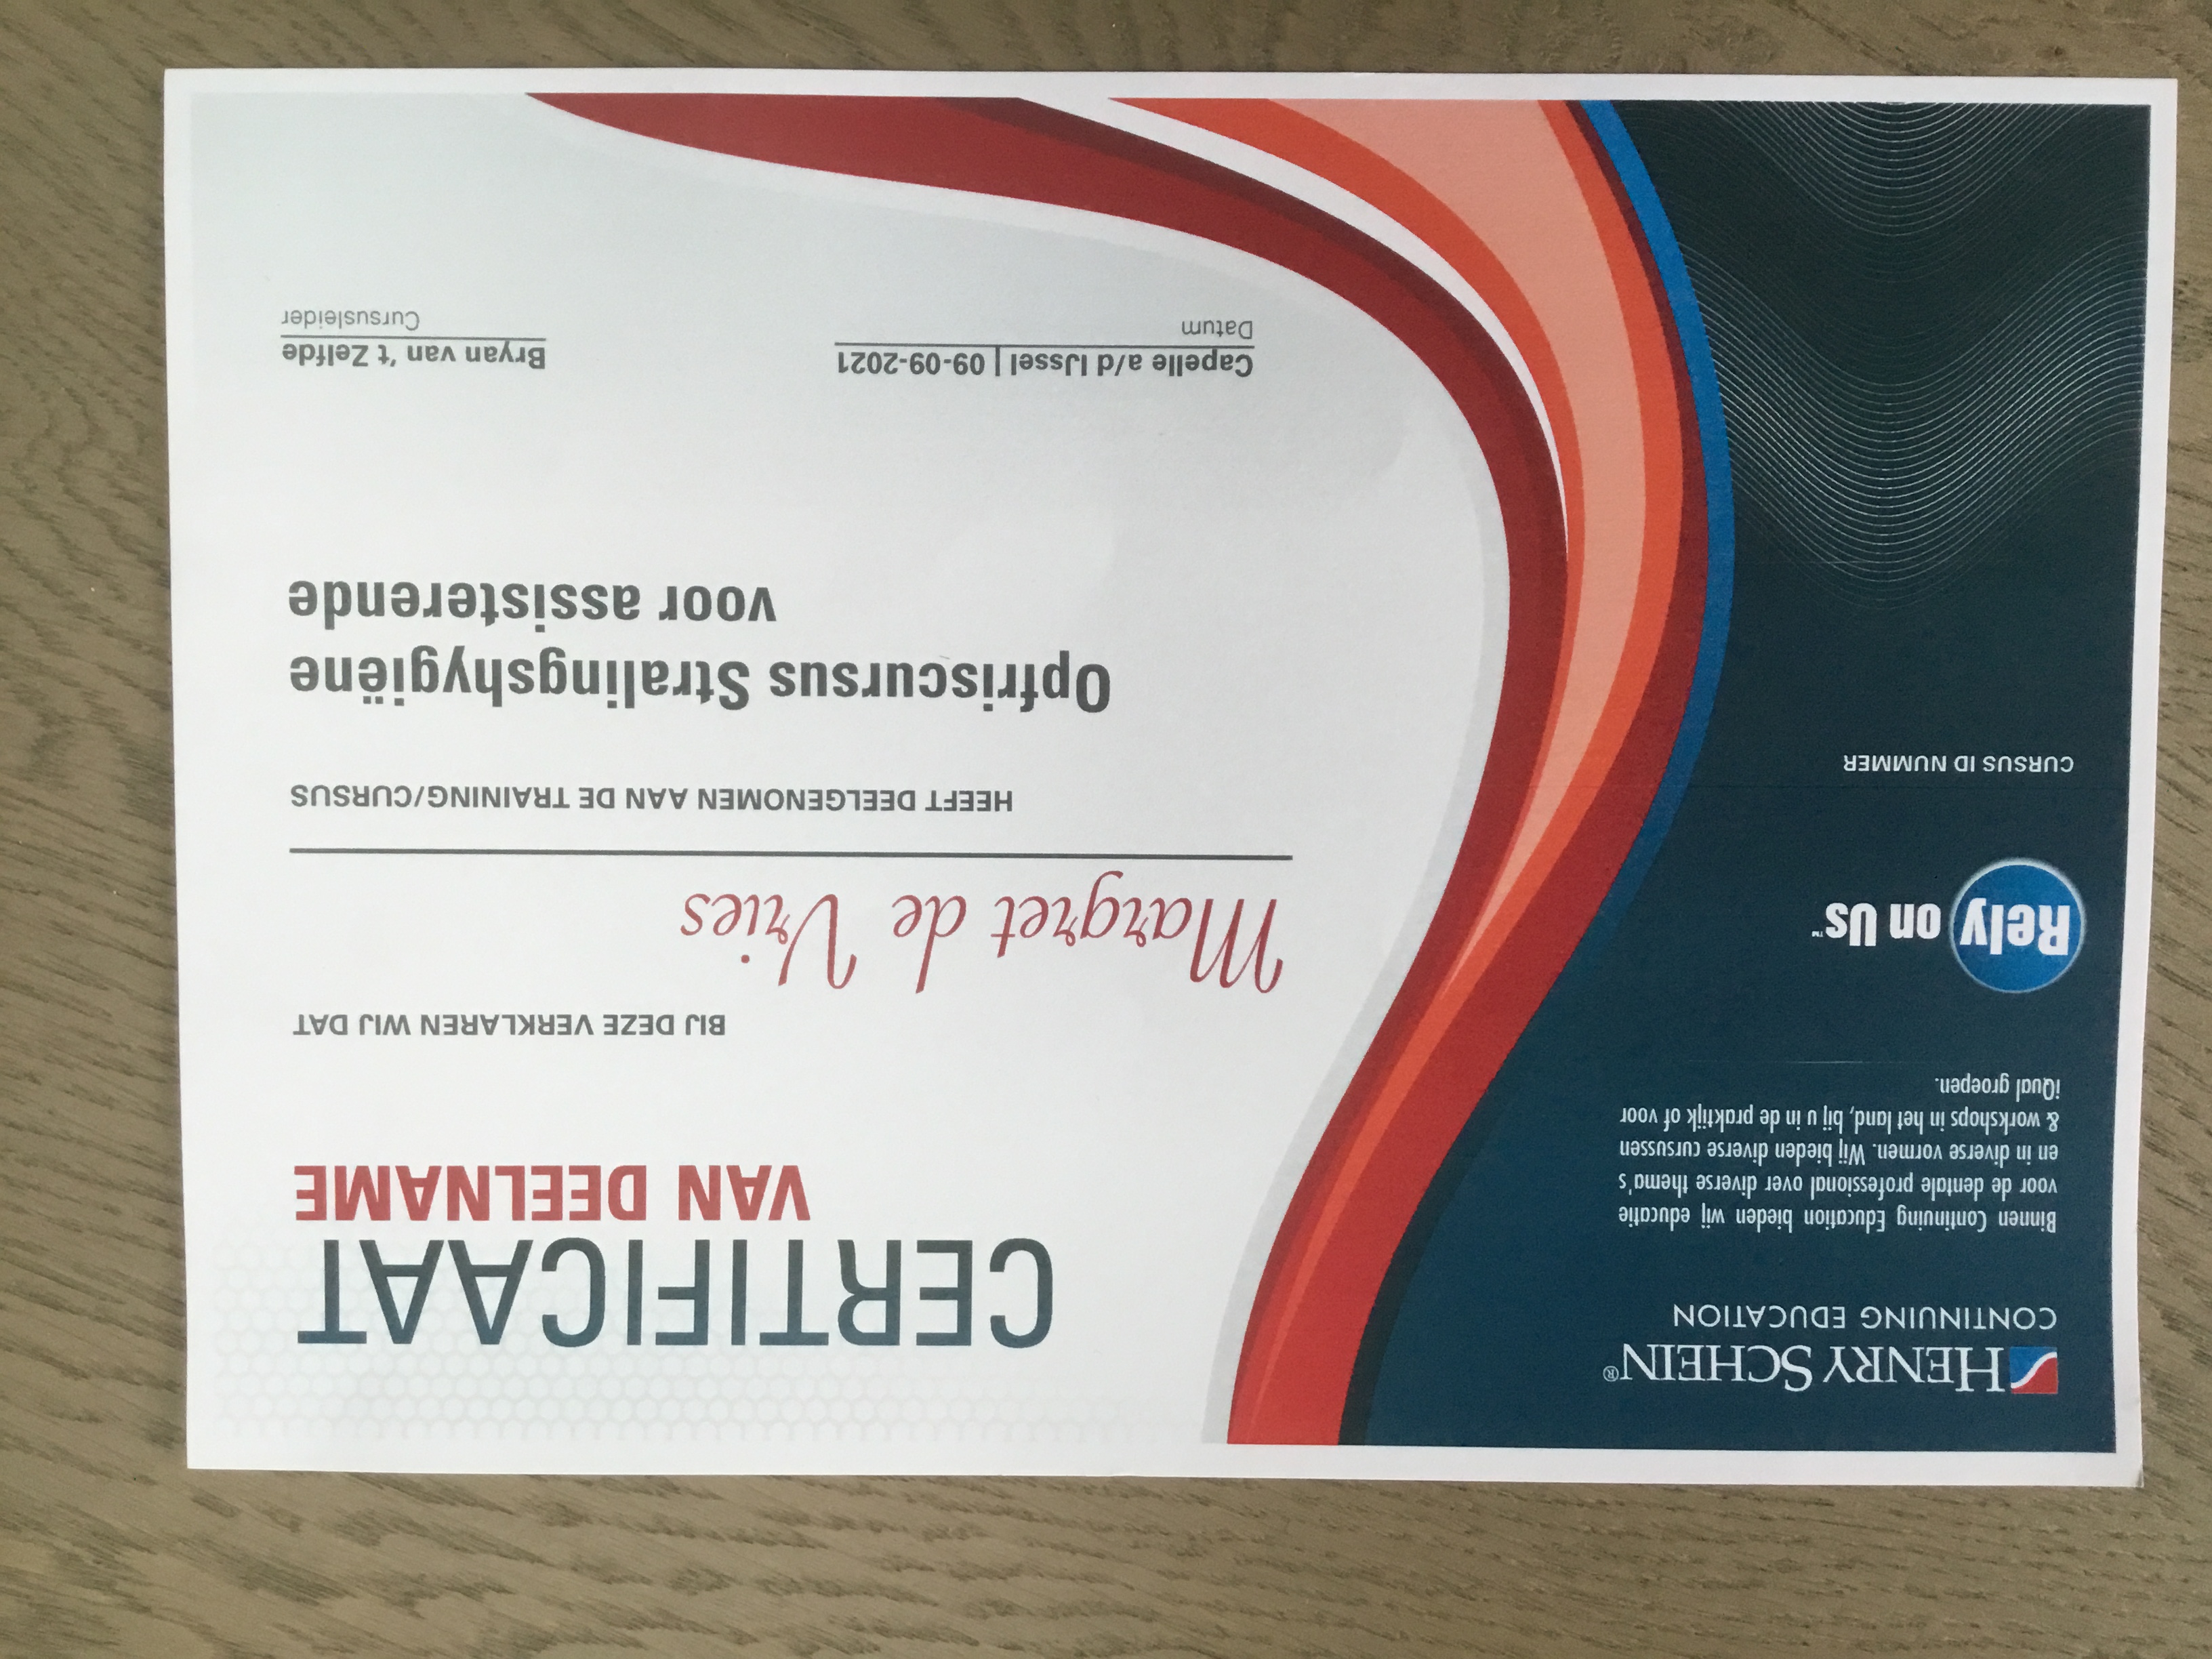 HENRY SCHEIN®
CONTINUING EDUCATION
Binnen Continuing Education bieden wij educatie
voor de dentale professional over diverse thema's
en in diverse vormen. Wij bieden diverse cursussen
& workshops in het land, bij u in de praktijk of voor
iQual groepen.
Rely on Us™
CURSUS ID NUMMER
CERTIFICAAT
VAN DEELNAME
BIJ DEZE VERKLAREN WIJ DAT
Margret de Vries
HEEFT DEELGENOMEN AAN DE TRAINING/CURSUS
Opfriscursus Stralingshygiëne
voor assisterende
Capelle a/d IJssel | 09-09-2021
Datum
Bryan van 't Zelfde
Cursusleider